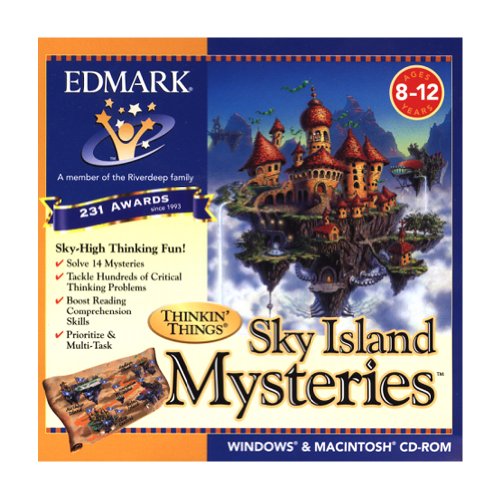 EDMARK®
™
A member of the Riverdeep family
231 AWARDS since 1993
AGES
8-12
YEARS
Sky-High Thinking Fun!
✓ Solve 14 Mysteries
✓ Tackle Hundreds of Critical
Thinking Problems
✓ Boost Reading
Comprehension
Skills
✓ Prioritize &
Multi-Task
THINKIN'
THINGS®
Sky Island
Mysteries™
WINDOWS® & MACINTOSH® CD-ROM